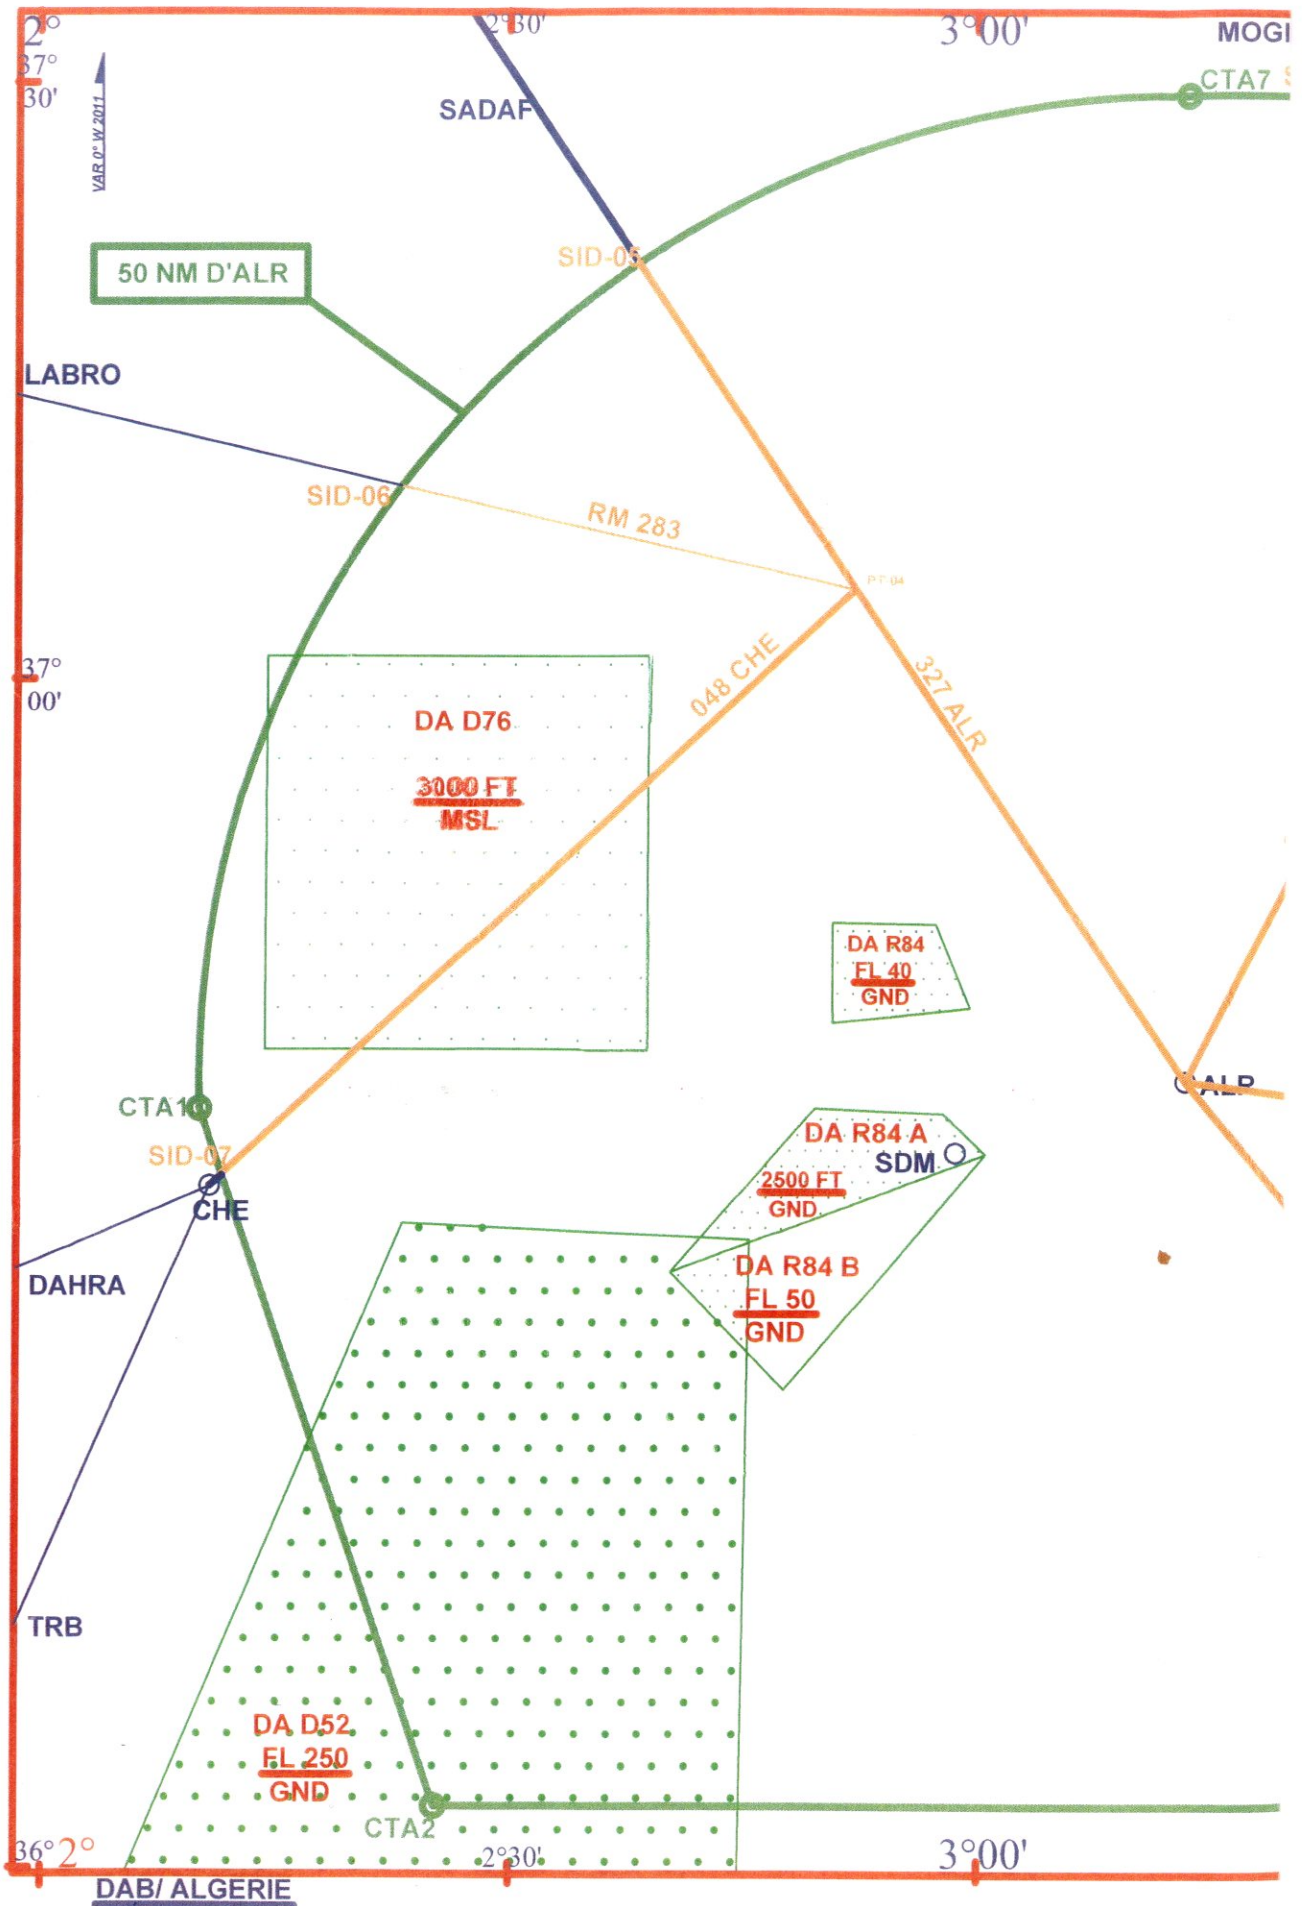 2°
2°30'
3°00'
MOGI
37°
30'
CTA7
VAR 0° W 2011
SADAF
SID-05
50 NM D'ALR
LABRO
SID-06
RM 283
PT 04
37°
00'
048 CHE
327 ALR
DA D76
3000 FT
MSL
DA R84
FL 40
GND
ALR
CTA1
DA R84 A
SID-07
SDM
2500 FT
GND
CHE
DAHRA
DA R84 B
FL 50
GND
TRB
DA D52
FL 250
GND
CTA2
36°
2°
2°30'
3°00'
DAB/ ALGERIE